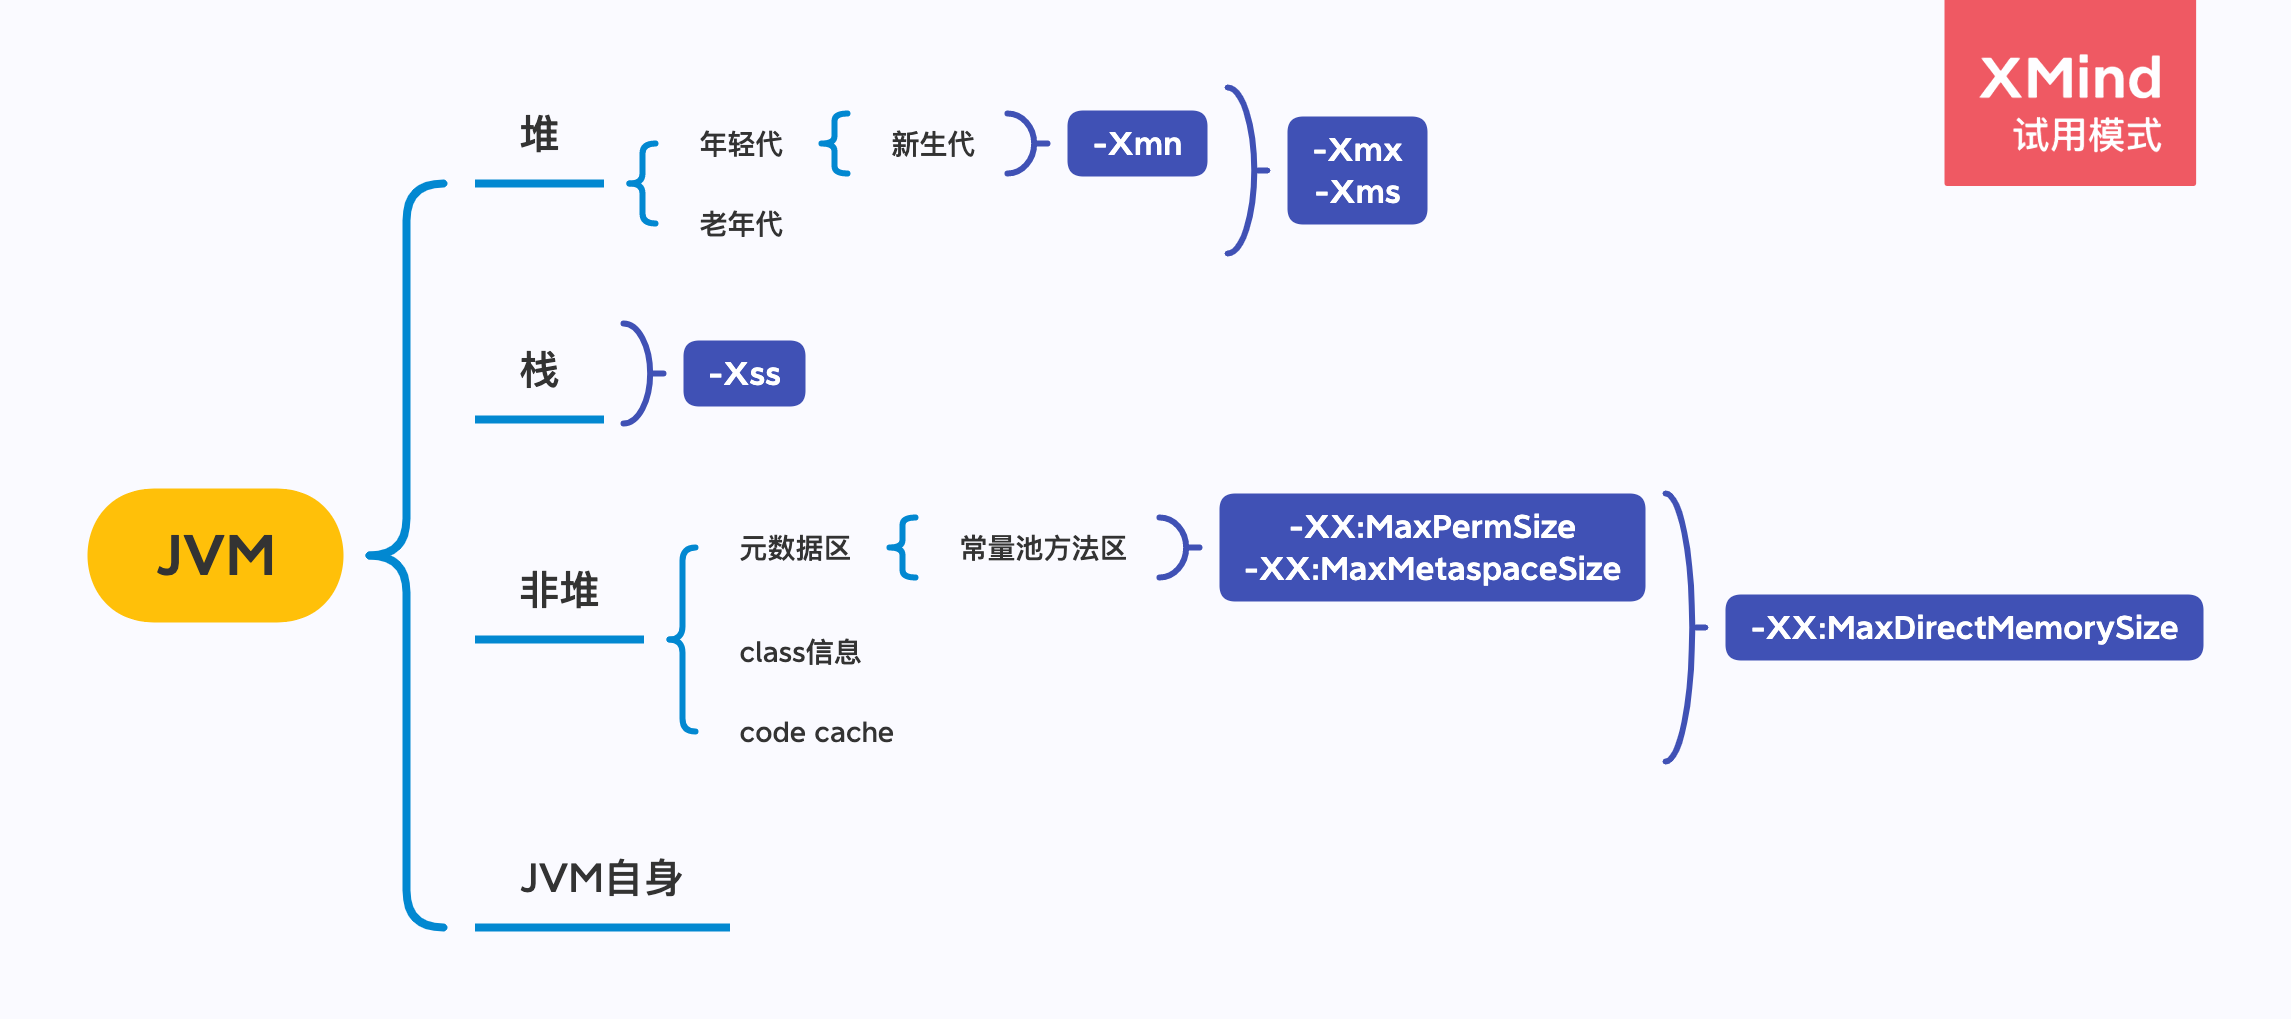 XMind
试用模式
JVM
堆
年轻代
新生代
-Xmn
-Xmx
-Xms
老年代
栈
-Xss
非堆
元数据区
常量池方法区
-XX:MaxPermSize
-XX:MaxMetaspaceSize
class信息
code cache
-XX:MaxDirectMemorySize
JVM自身